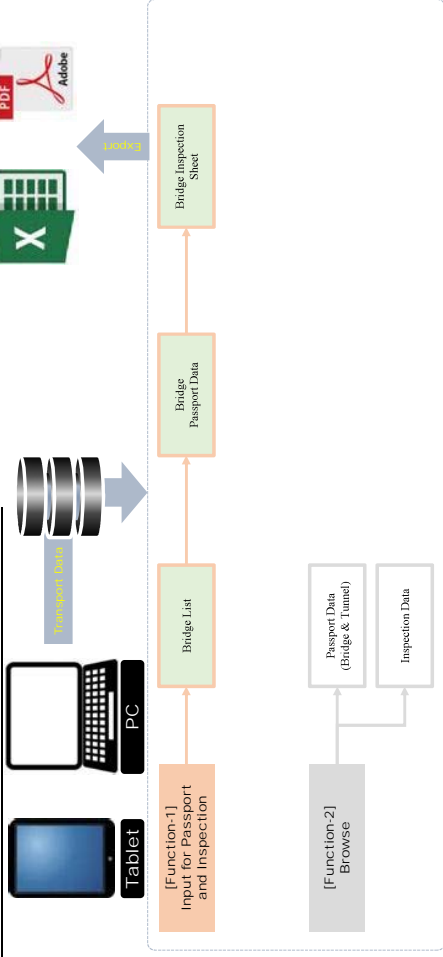 Tablet
PC
Transport Data
Export
PDF
Adobe
X
[Function-1]
Input for Passport
and Inspection
Bridge List
Bridge
Passport Data
Bridge Inspection
Sheet
[Function-2]
Browse
Passport Data
(Bridge & Tunnel)
Inspection Data